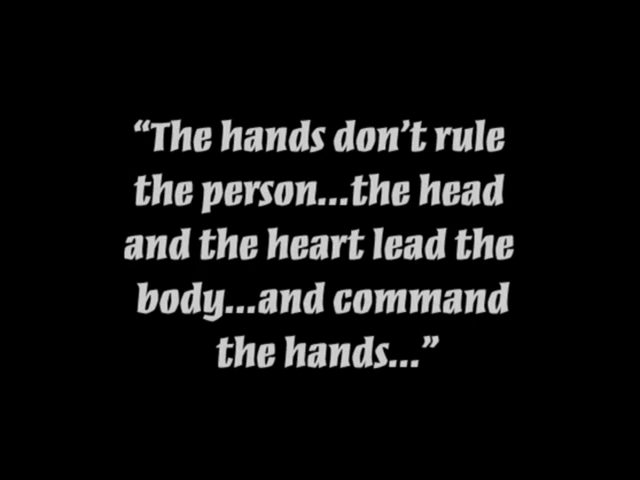 “The hands don’t rule
the person...the head
and the heart lead the
body...and command
the hands...”